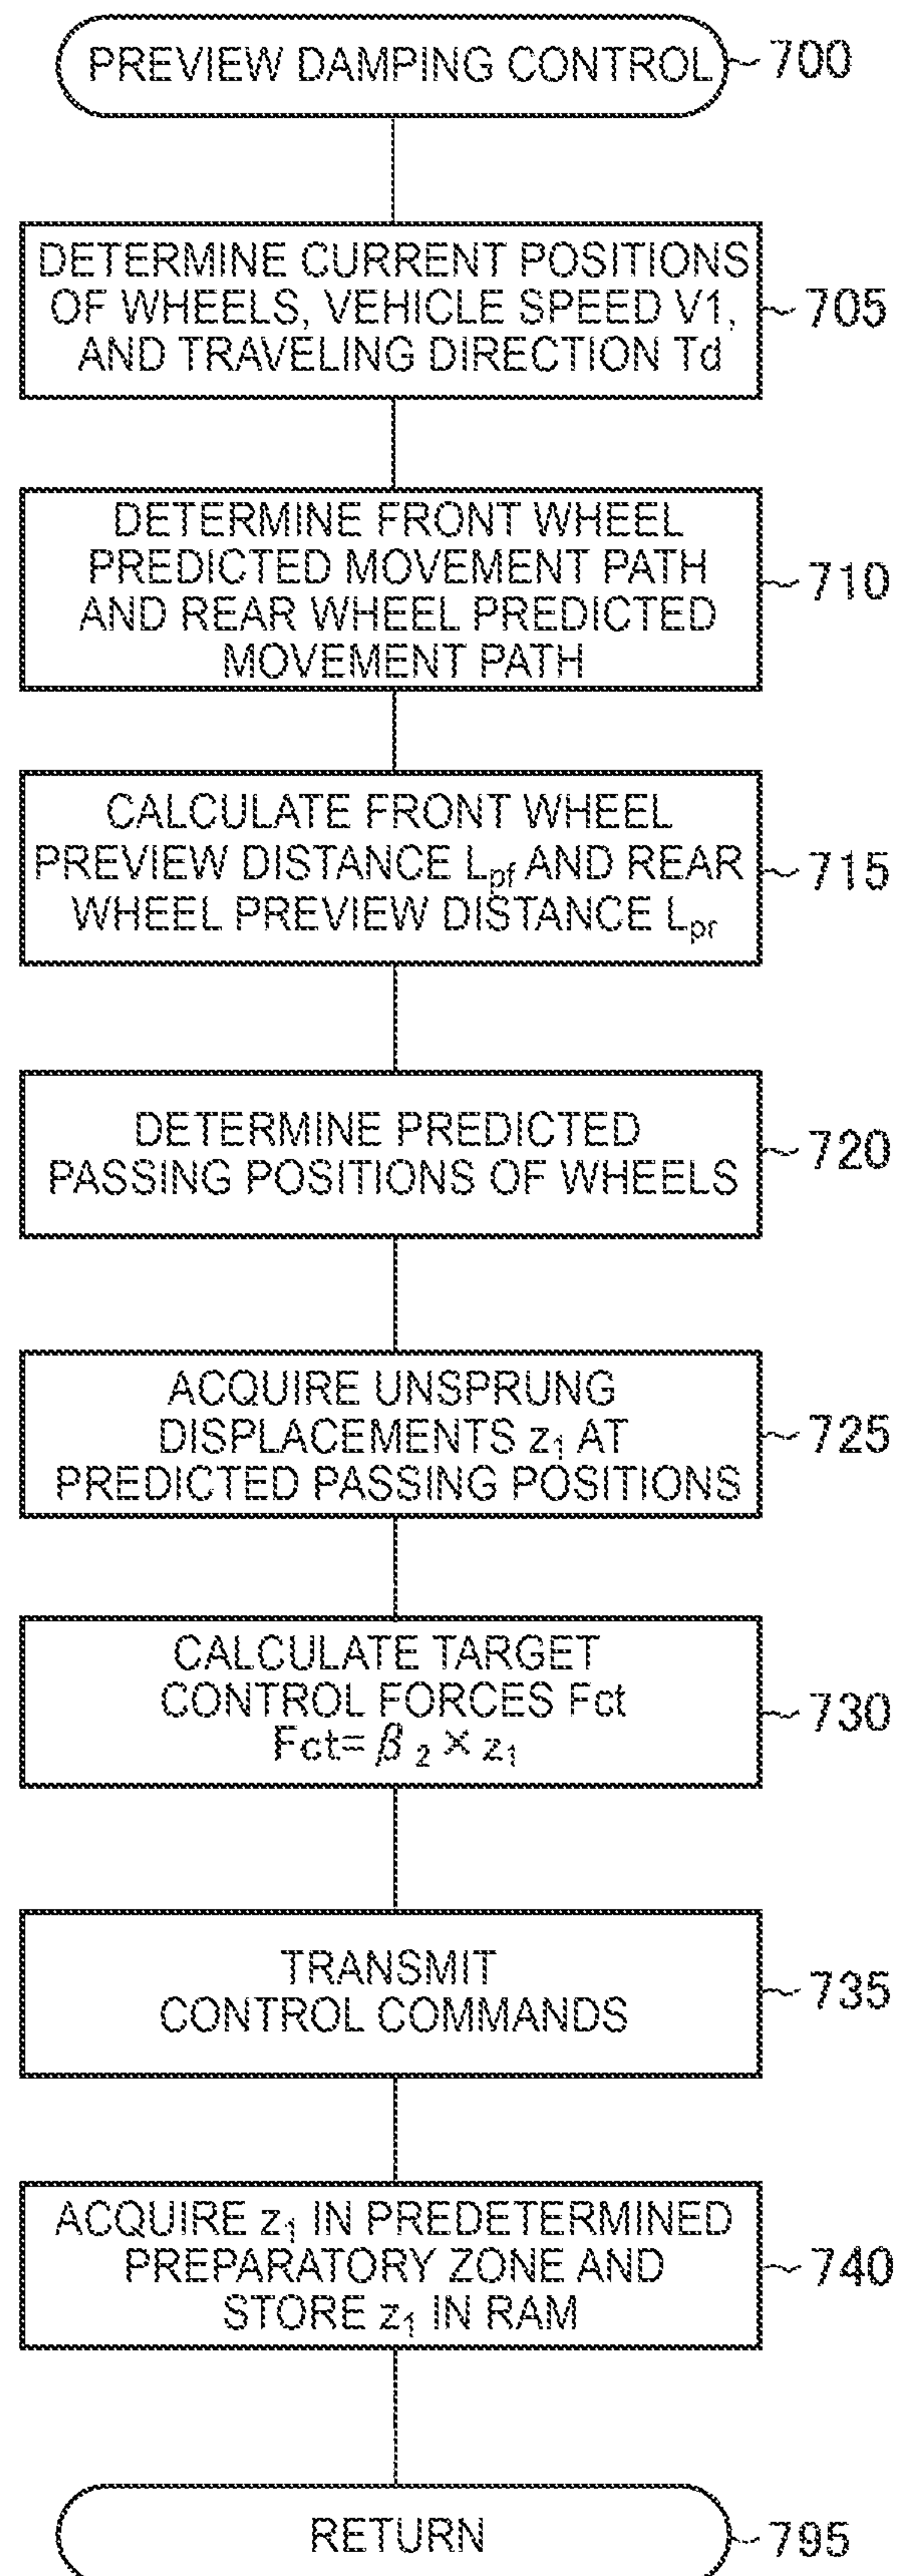 PREVIEW DAMPING CONTROL 700
DETERMINE CURRENT POSITIONS
OF WHEELS, VEHICLE SPEED V1,
AND TRAVELING DIRECTION Td
705
DETERMINE FRONT WHEEL
PREDICTED MOVEMENT PATH
AND REAR WHEEL PREDICTED
MOVEMENT PATH
710
CALCULATE FRONT WHEEL
PREVIEW DISTANCE Lpf AND REAR
WHEEL PREVIEW DISTANCE Lpr
715
DETERMINE PREDICTED
PASSING POSITIONS OF WHEELS
720
ACQUIRE UNSPRUNG
DISPLACEMENTS z1 AT
PREDICTED PASSING POSITIONS
725
CALCULATE TARGET
CONTROL FORCES Fct
Fct= β2 × z1
730
TRANSMIT
CONTROL COMMANDS
735
ACQUIRE z1 IN PREDETERMINED
PREPARATORY ZONE AND
STORE z1 IN RAM
740
RETURN 795